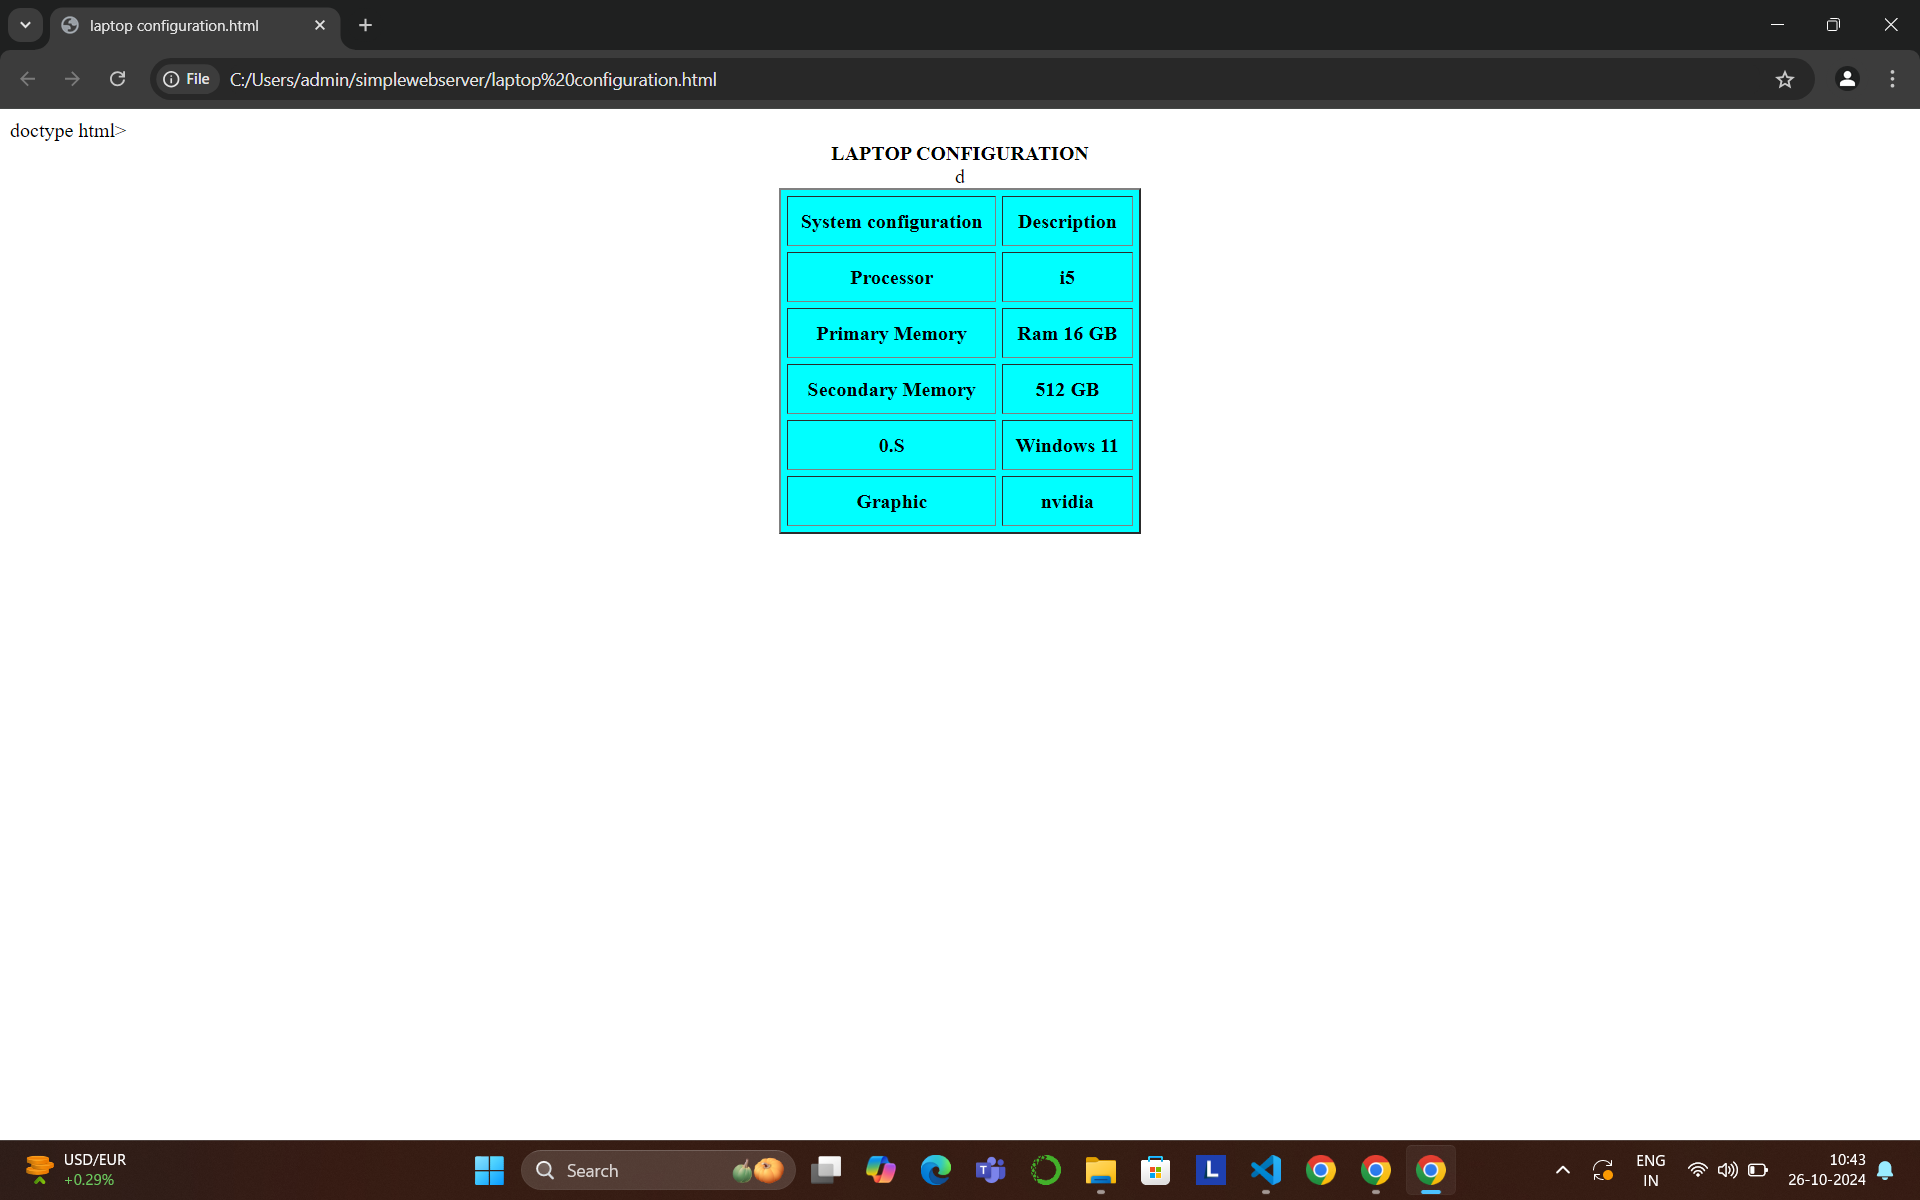 laptop configuration.html
File C:/Users/admin/simplewebserver/laptop%20configuration.html
doctype html>
LAPTOP CONFIGURATION
d
System configuration Description
Processor i5
Primary Memory Ram 16 GB
Secondary Memory 512 GB
0.S Windows 11
Graphic nvidia
USD/EUR
+0.29%
Search
T
L
ENG
IN
10:43
26-10-2024